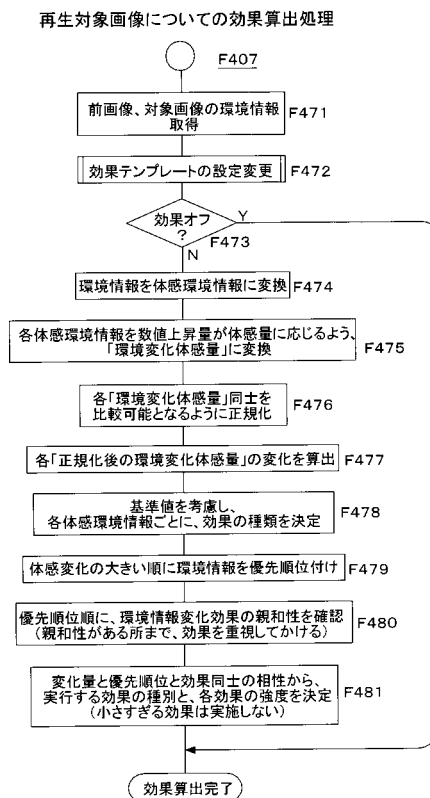 再生対象画像についての効果算出処理
F407
前画像、対象画像の環境情報
取得
F471
効果テンプレートの設定変更
F472
効果オフ
?
Y
F473
N
環境情報を体感環境情報に変換
F474
各体感環境情報を数値上昇量が体感量に応じるよう、
「環境変化体感量」に変換
F475
各「環境変化体感量」同士を
比較可能となるように正規化
F476
各「正規化後の環境変化体感量」の変化を算出
F477
基準値を考慮し、
各体感環境情報ごとに、効果の種類を決定
F478
体感変化の大きい順に環境情報を優先順位付け
F479
優先順位順に、環境情報変化効果の親和性を確認
(親和性がある所まで、効果を重視してかける)
F480
変化量と優先順位と効果同士の相性から、
実行する効果の種別と、各効果の強度を決定
(小さすぎる効果は実施しない)
F481
効果算出完了